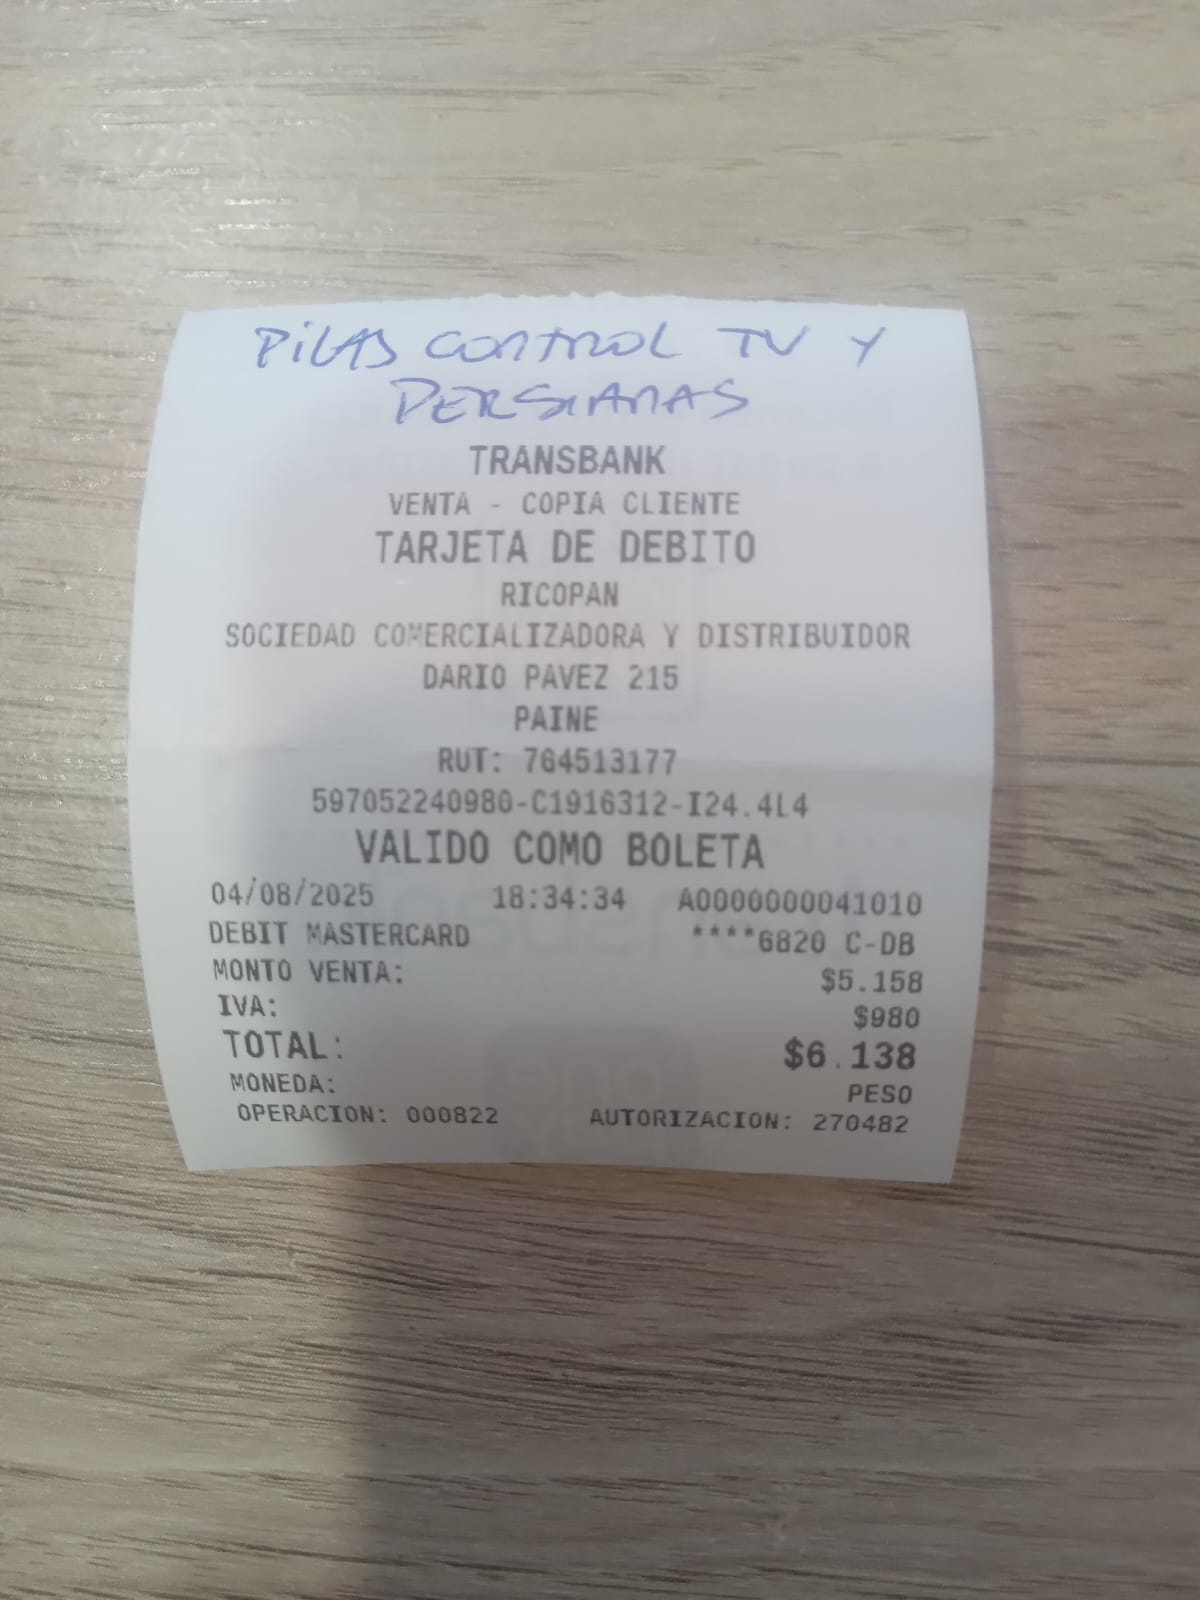 PILAS CONTROL TV Y
PERSIANAS
TRANSBANK
VENTA - COPIA CLIENTE
TARJETA DE DEBITO
RICOPAN
SOCIEDAD COMERCIALIZADORA Y DISTRIBUIDOR
DARIO PAVEZ 215
PAINE
RUT: 764513177
597052240980-C1916312-I24.4L4
VALIDO COMO BOLETA
04/08/2025 18:34:34 A0000000041010
DEBIT MASTERCARD ****6820 C-DB
MONTO VENTA: $5.158
IVA: $980
TOTAL: $6.138
MONEDA: PESO
OPERACION: 000822 AUTORIZACION: 270482